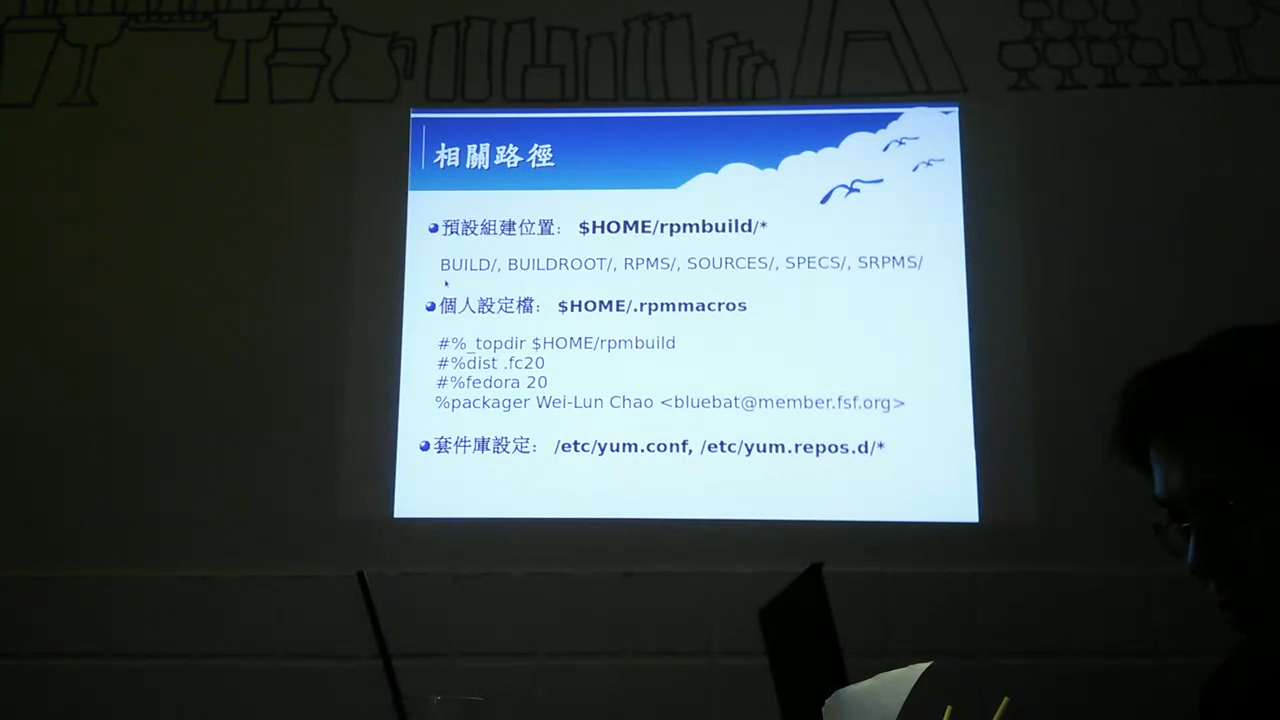 相關路徑
預設組建位置: $HOME/rpmbuild/*
BUILD/, BUILDROOT/, RPMS/, SOURCES/, SPECS/, SRPMS/
個人設定檔: $HOME/.rpmmacros
#%_topdir $HOME/rpmbuild
#%dist .fc20
#%fedora 20
%packager Wei-Lun Chao <bluebat@member.fsf.org>
套件庫設定: /etc/yum.conf, /etc/yum.repos.d/*